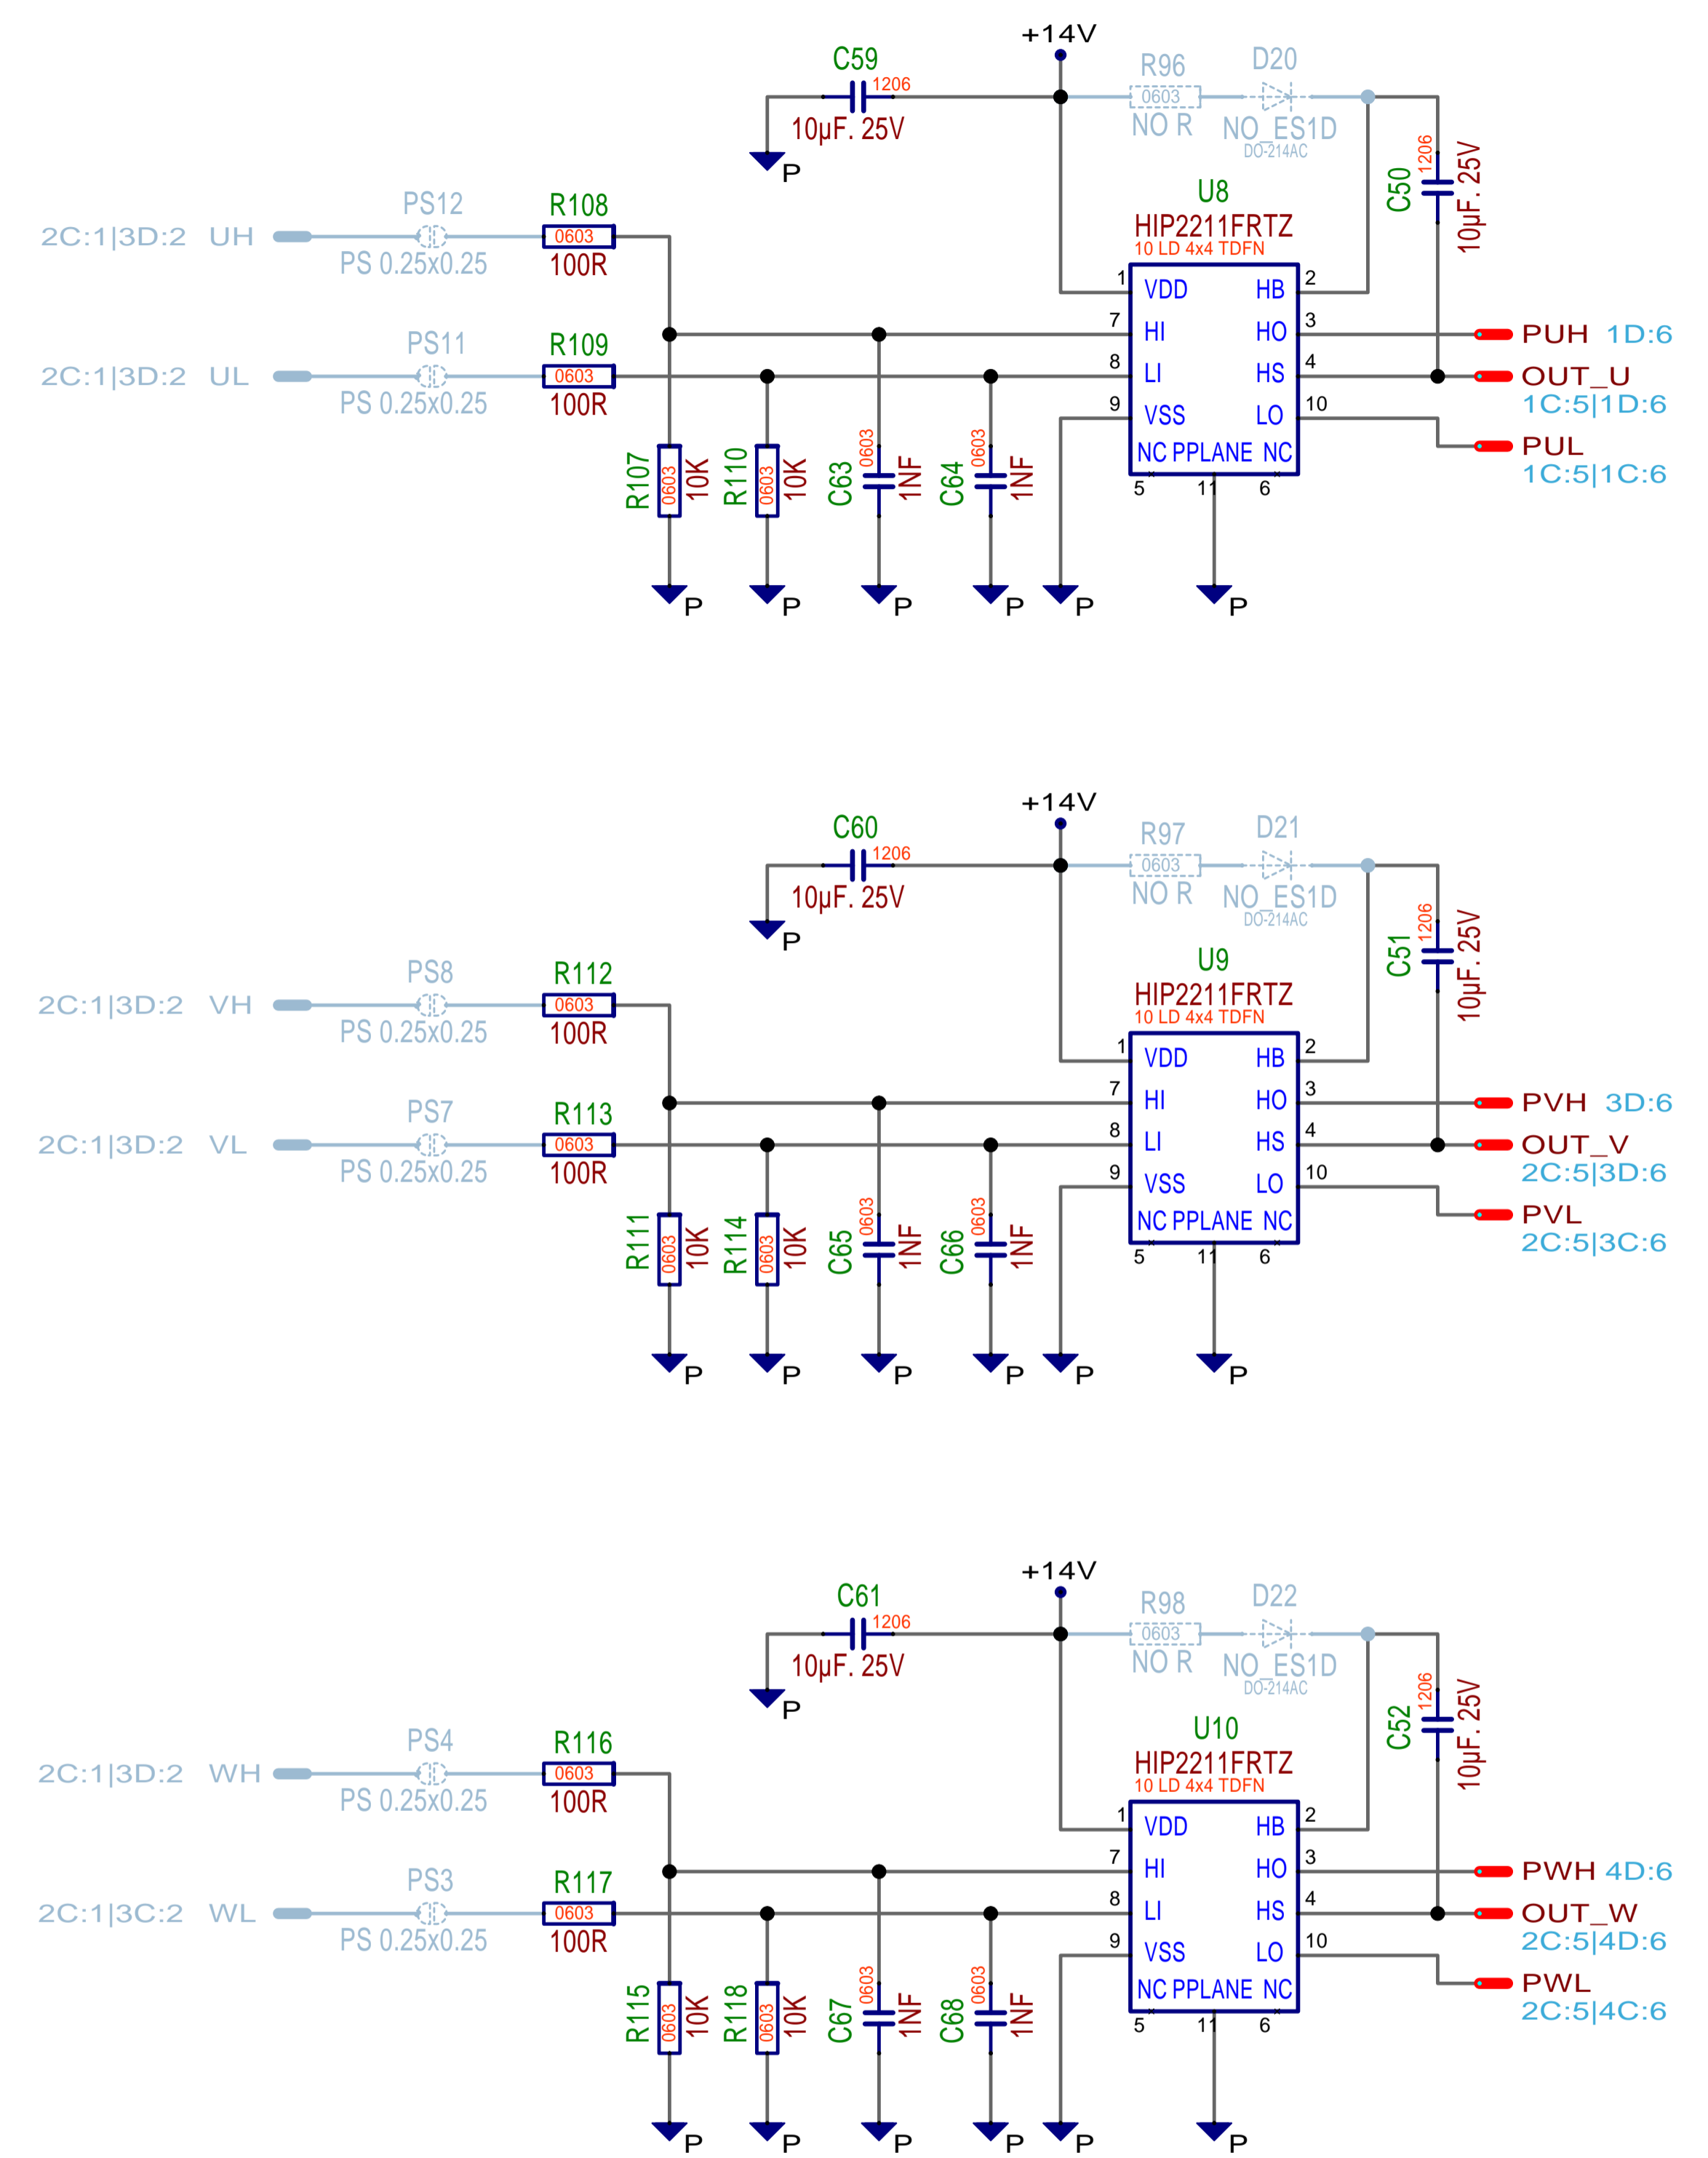 +14V
C59
1206
10µF. 25V
P
R96
0603
NO R
D20
NO_ES1D
DO-214AC
C50
1206
10µF. 25V
2C:1|3D:2 UH
PS12
PS 0.25x0.25
R108
0603
100R
2C:1|3D:2 UL
PS11
PS 0.25x0.25
R109
0603
100R
U8
HIP2211FRTZ
10 LD 4x4 TDFN
1 VDD HB 2
7 HI HO 3
8 LI HS 4
9 VSS LO 10
NC PPLANE NC
5 11 6
PUH 1D:6
OUT_U
1C:5|1D:6
PUL
1C:5|1C:6
R107
0603
10K
R110
0603
10K
C63
0603
1NF
C64
0603
1NF
P P P P P P
+14V
C60
1206
10µF. 25V
P
R97
0603
NO R
D21
NO_ES1D
DO-214AC
C51
1206
10µF. 25V
2C:1|3D:2 VH
PS8
PS 0.25x0.25
R112
0603
100R
2C:1|3D:2 VL
PS7
PS 0.25x0.25
R113
0603
100R
U9
HIP2211FRTZ
10 LD 4x4 TDFN
1 VDD HB 2
7 HI HO 3
8 LI HS 4
9 VSS LO 10
NC PPLANE NC
5 11 6
PVH 3D:6
OUT_V
2C:5|3D:6
PVL
2C:5|3C:6
R111
0603
10K
R114
0603
10K
C65
0603
1NF
C66
0603
1NF
P P P P P P
+14V
C61
1206
10µF. 25V
P
R98
0603
NO R
D22
NO_ES1D
DO-214AC
C52
1206
10µF. 25V
2C:1|3D:2 WH
PS4
PS 0.25x0.25
R116
0603
100R
2C:1|3C:2 WL
PS3
PS 0.25x0.25
R117
0603
100R
U10
HIP2211FRTZ
10 LD 4x4 TDFN
1 VDD HB 2
7 HI HO 3
8 LI HS 4
9 VSS LO 10
NC PPLANE NC
5 11 6
PWH 4D:6
OUT_W
2C:5|4D:6
PWL
2C:5|4C:6
R115
0603
10K
R118
0603
10K
C67
0603
1NF
C68
0603
1NF
P P P P P P